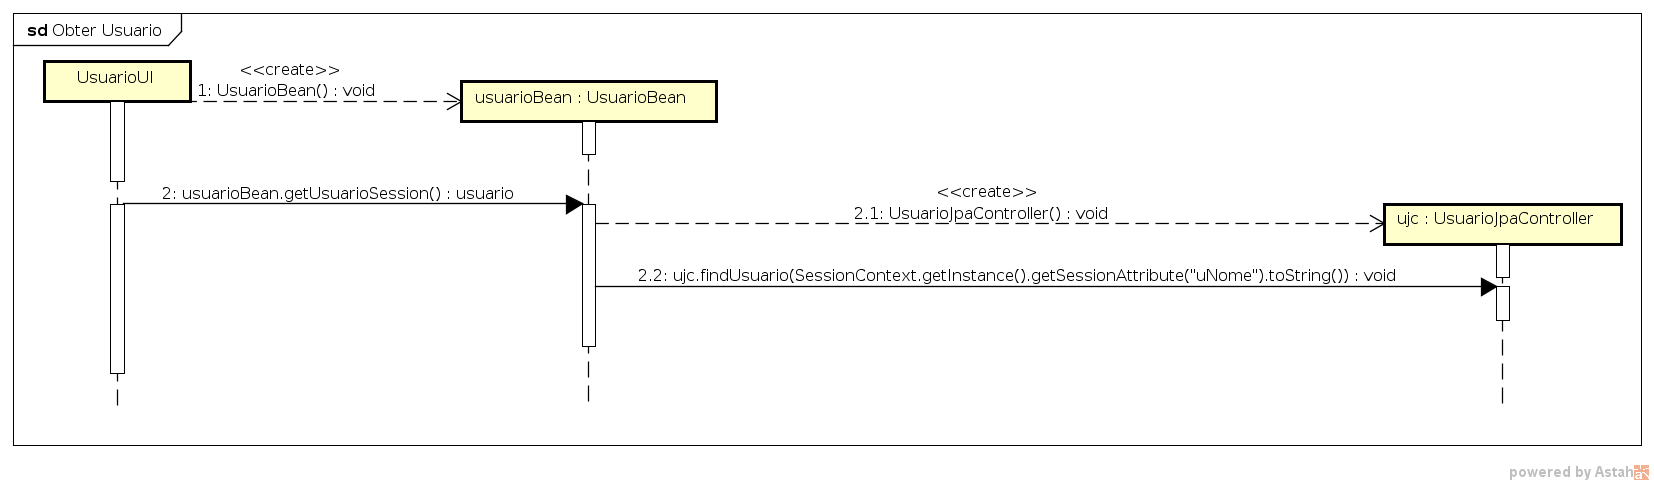 sd Obter Usuario
UsuarioUI
<<create>>
1: UsuarioBean() : void
usuarioBean : UsuarioBean
2: usuarioBean.getUsuarioSession() : usuario
<<create>>
2.1: UsuarioJpaController() : void
ujc : UsuarioJpaController
2.2: ujc.findUsuario(SessionContext.getInstance().getSessionAttribute("uNome").toString()) : void
powered by Astah